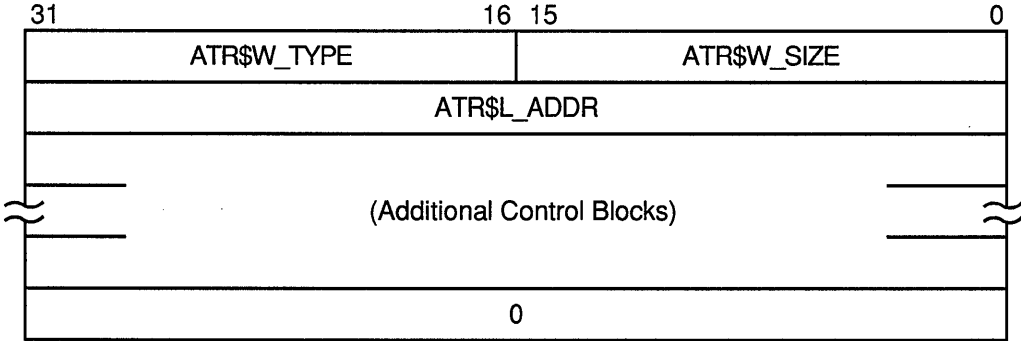 31 16 15 0
ATR$W_TYPE ATR$W_SIZE
ATR$L_ADDR
(Additional Control Blocks)
0